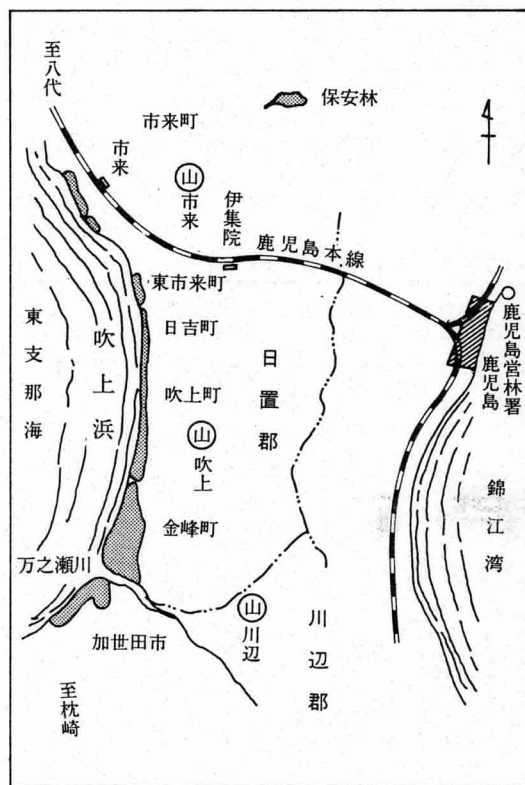 至八代
保安林
市来町
市来
山
市来
伊集院
鹿児島本線
東市来町
日吉町
吹上町
山
吹上
金峰町
日置郡
吹上浜
東支那海
鹿児島営林署
鹿児島
錦江湾
万之瀬川
山
川辺
川辺郡
加世田市
至枕崎